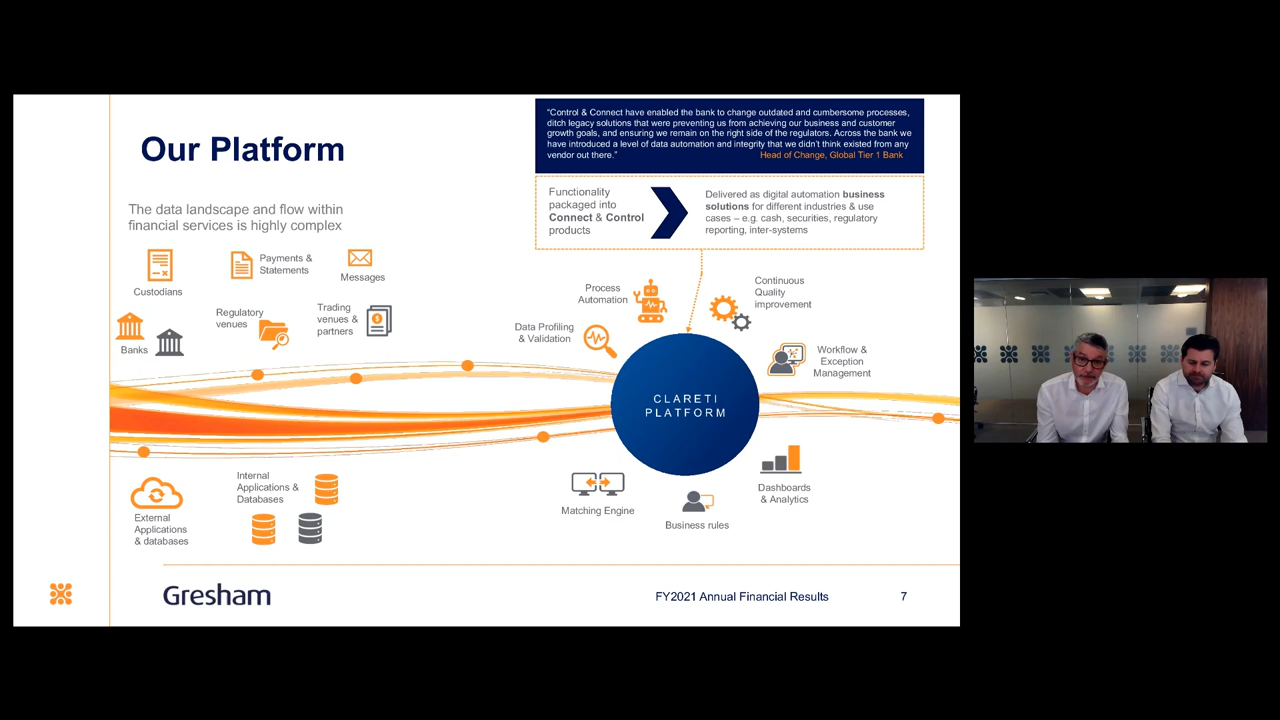 Our Platform
The data landscape and flow within
financial services is highly complex
"Control & Connect have enabled the bank to change outdated and cumbersome processes,
ditch legacy solutions that were preventing us from achieving our business and customer
growth goals, and ensuring we remain on the right side of the regulators. Across the bank we
have introduced a level of data automation and integrity that we didn't think existed from any
vendor out there."
Head of Change, Global Tier 1 Bank
Functionality
packaged into
Connect & Control
products
Delivered as digital automation business
solutions for different industries & use
cases – e.g. cash, securities, regulatory
reporting, inter-systems
Custodians
Payments &
Statements
Messages
Banks
Regulatory
venues
Trading
venues &
partners
Process
Automation
Continuous
Quality
improvement
Data Profiling
& Validation
Workflow &
Exception
Management
CLARETI
PLATFORM
External
Applications
& databases
Internal
Applications &
Databases
Matching Engine
Business rules
Dashboards
& Analytics
Gresham
FY2021 Annual Financial Results
7